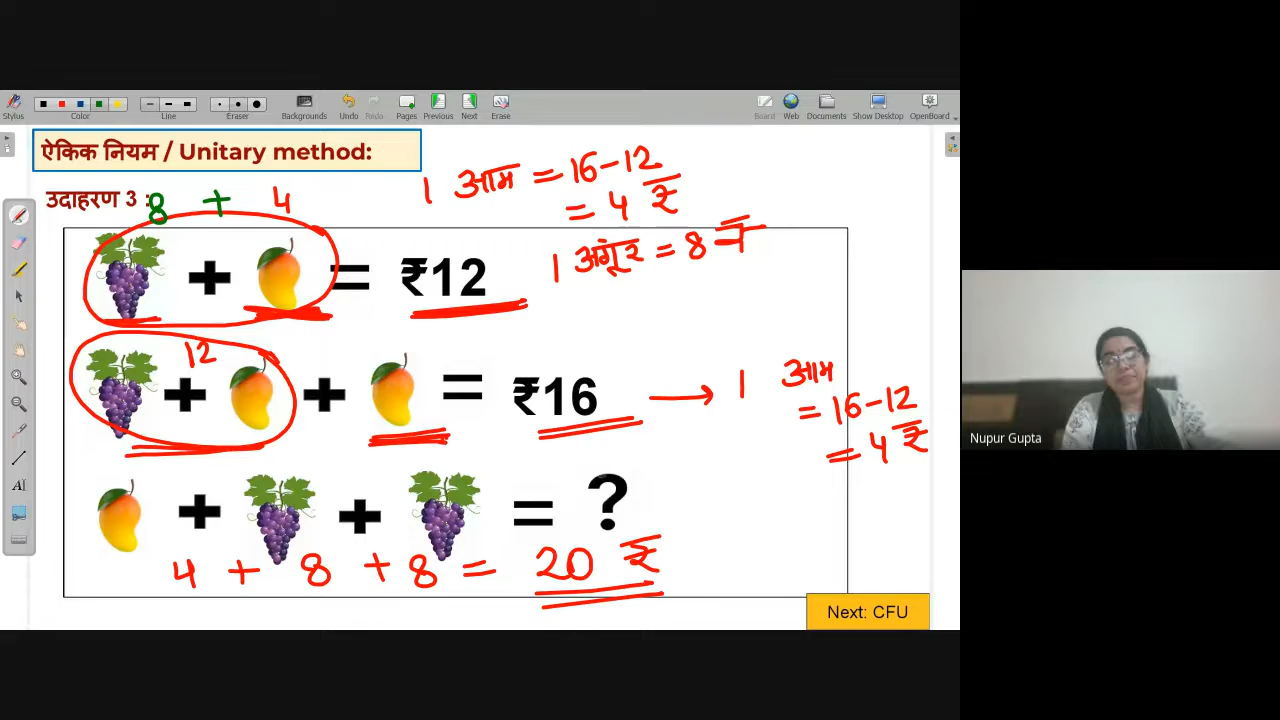 Stylus
Color
Line
Eraser
Backgrounds
Undo
Redo
Pages
Previous
Next
Erase
Board
Web
Documents
Show Desktop
OpenBoard
ऐकिक नियम / Unitary method:
उदाहरण 3 :
8 + 4
1 आम = 16-12
= 4 ₹
1 अंगूर = 8 ₹
+ = ₹12
12
+ + = ₹16 → 1 आम
= 16-12
= 4 ₹
+ + = ?
4 + 8 + 8 = 20 ₹
Next: CFU
Nupur Gupta